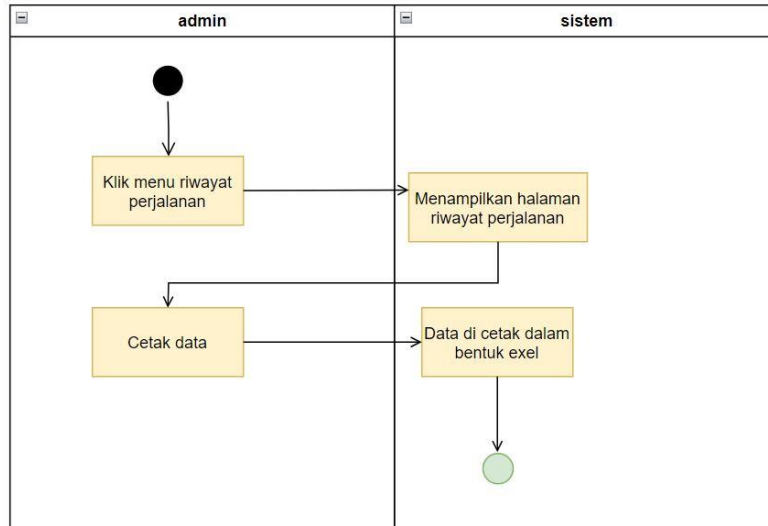 admin
sistem
Klik menu riwayat
perjalanan
Menampilkan halaman
riwayat perjalanan
Cetak data
Data di cetak dalam
bentuk exel